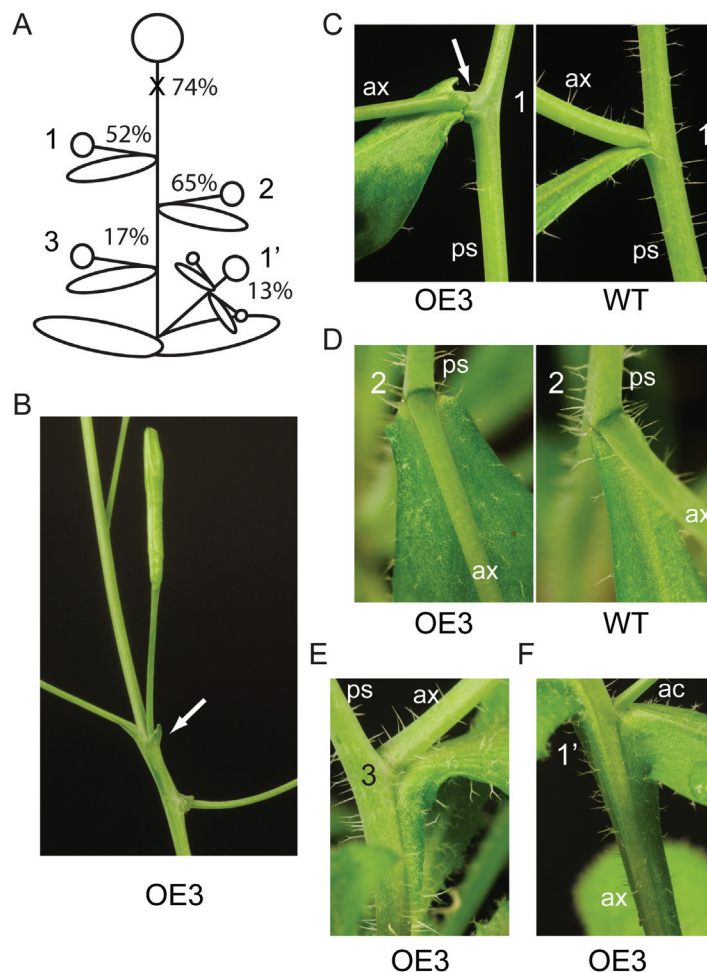 A
74%
1
52%
65%
2
3
17%
1'
13%
B
OE3
C
ax
1
ps
OE3
ax
1
ps
WT
D
2
ps
ax
OE3
2
ps
ax
WT
E
ps
ax
3
OE3
F
ac
1'
ax
OE3